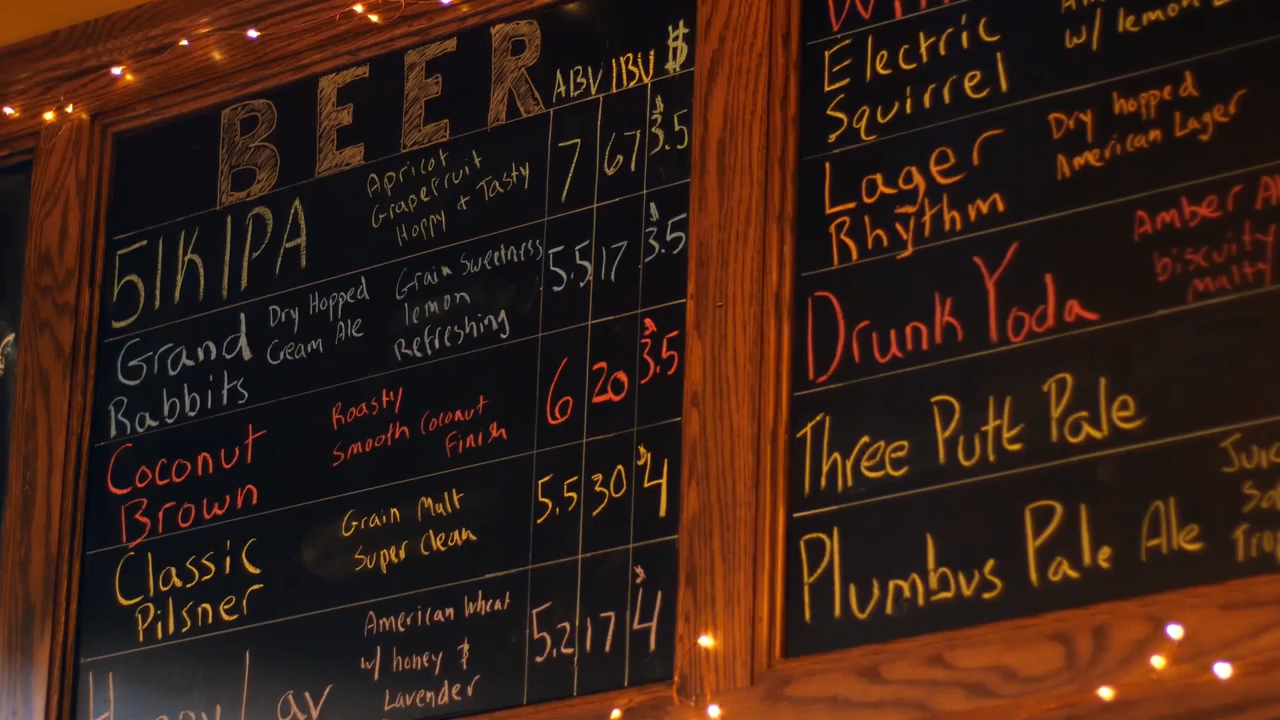 BEER ABV IBU $
51K IPA
Apricot
Grapefruit
Hoppy & Tasty
7 67 $3.5
Grand
Rabbits
Dry Hopped
Cream Ale
Grain Sweetness
lemon
Refreshing
5.5 17 $3.5
Coconut
Brown
Roasty
Smooth Coconut
Finish
6 20 $3.5
Classic
Pilsner
Grain Malt
Super clean
5.5 30 $4
American Wheat
w/ honey &
Lavender
5.2 17 $4
Electric
Squirrel
w/ lemon
Lager
Rhythm
Dry hopped
American Lager
Drunk Yoda
Amber
biscuity
malty
Three Putt Pale
Plumbus Pale Ale